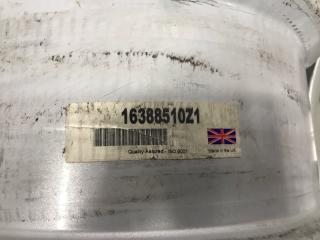 16388510Z1
Quality Assured - ISO 9001
Made in the UK